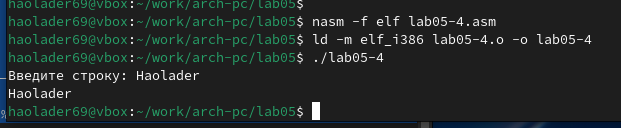 haolader69@vbox:~/work/arch-pc/lab05$
haolader69@vbox:~/work/arch-pc/lab05$ nasm -f elf lab05-4.asm
haolader69@vbox:~/work/arch-pc/lab05$ ld -m elf_i386 lab05-4.o -o lab05-4
haolader69@vbox:~/work/arch-pc/lab05$ ./lab05-4
Введите строку: Haolader
Haolader
haolader69@vbox:~/work/arch-pc/lab05$